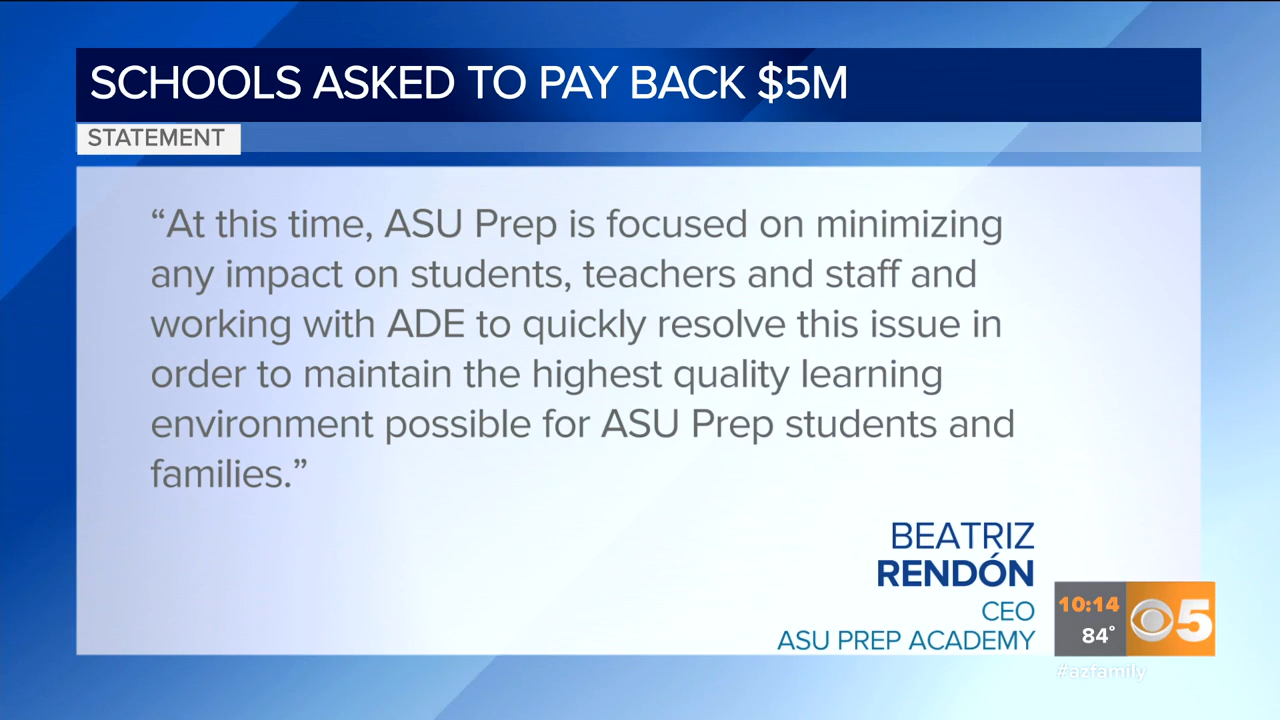 SCHOOLS ASKED TO PAY BACK $5M
STATEMENT
“At this time, ASU Prep is focused on minimizing
any impact on students, teachers and staff and
working with ADE to quickly resolve this issue in
order to maintain the highest quality learning
environment possible for ASU Prep students and
families.”
BEATRIZ
RENDÓN
CEO
ASU PREP ACADEMY
10:14
84°
5
#azfamily